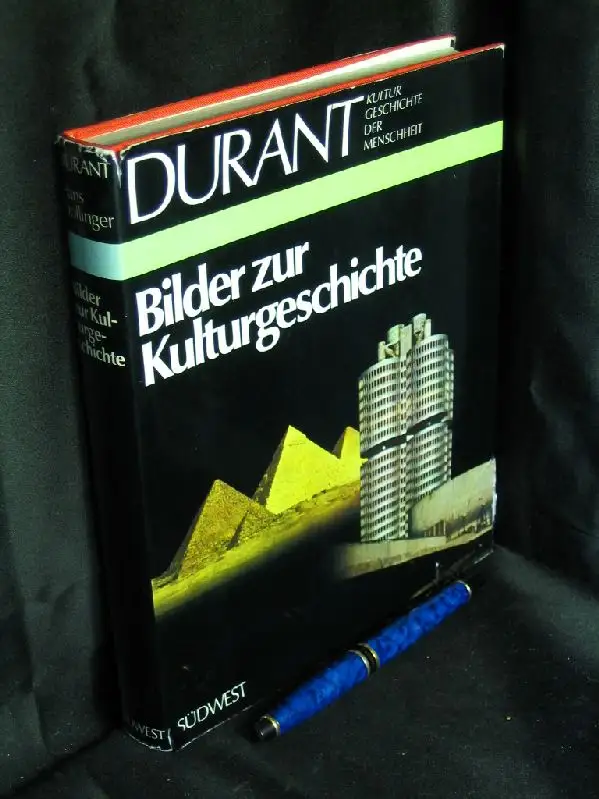 DURANT
KULTUR
GESCHICHTE
DER
MENSCHHEIT
Bilder zur
Kulturgeschichte
SÜDWEST
DURANT
Bilder
zur Kul-
turge-
schichte